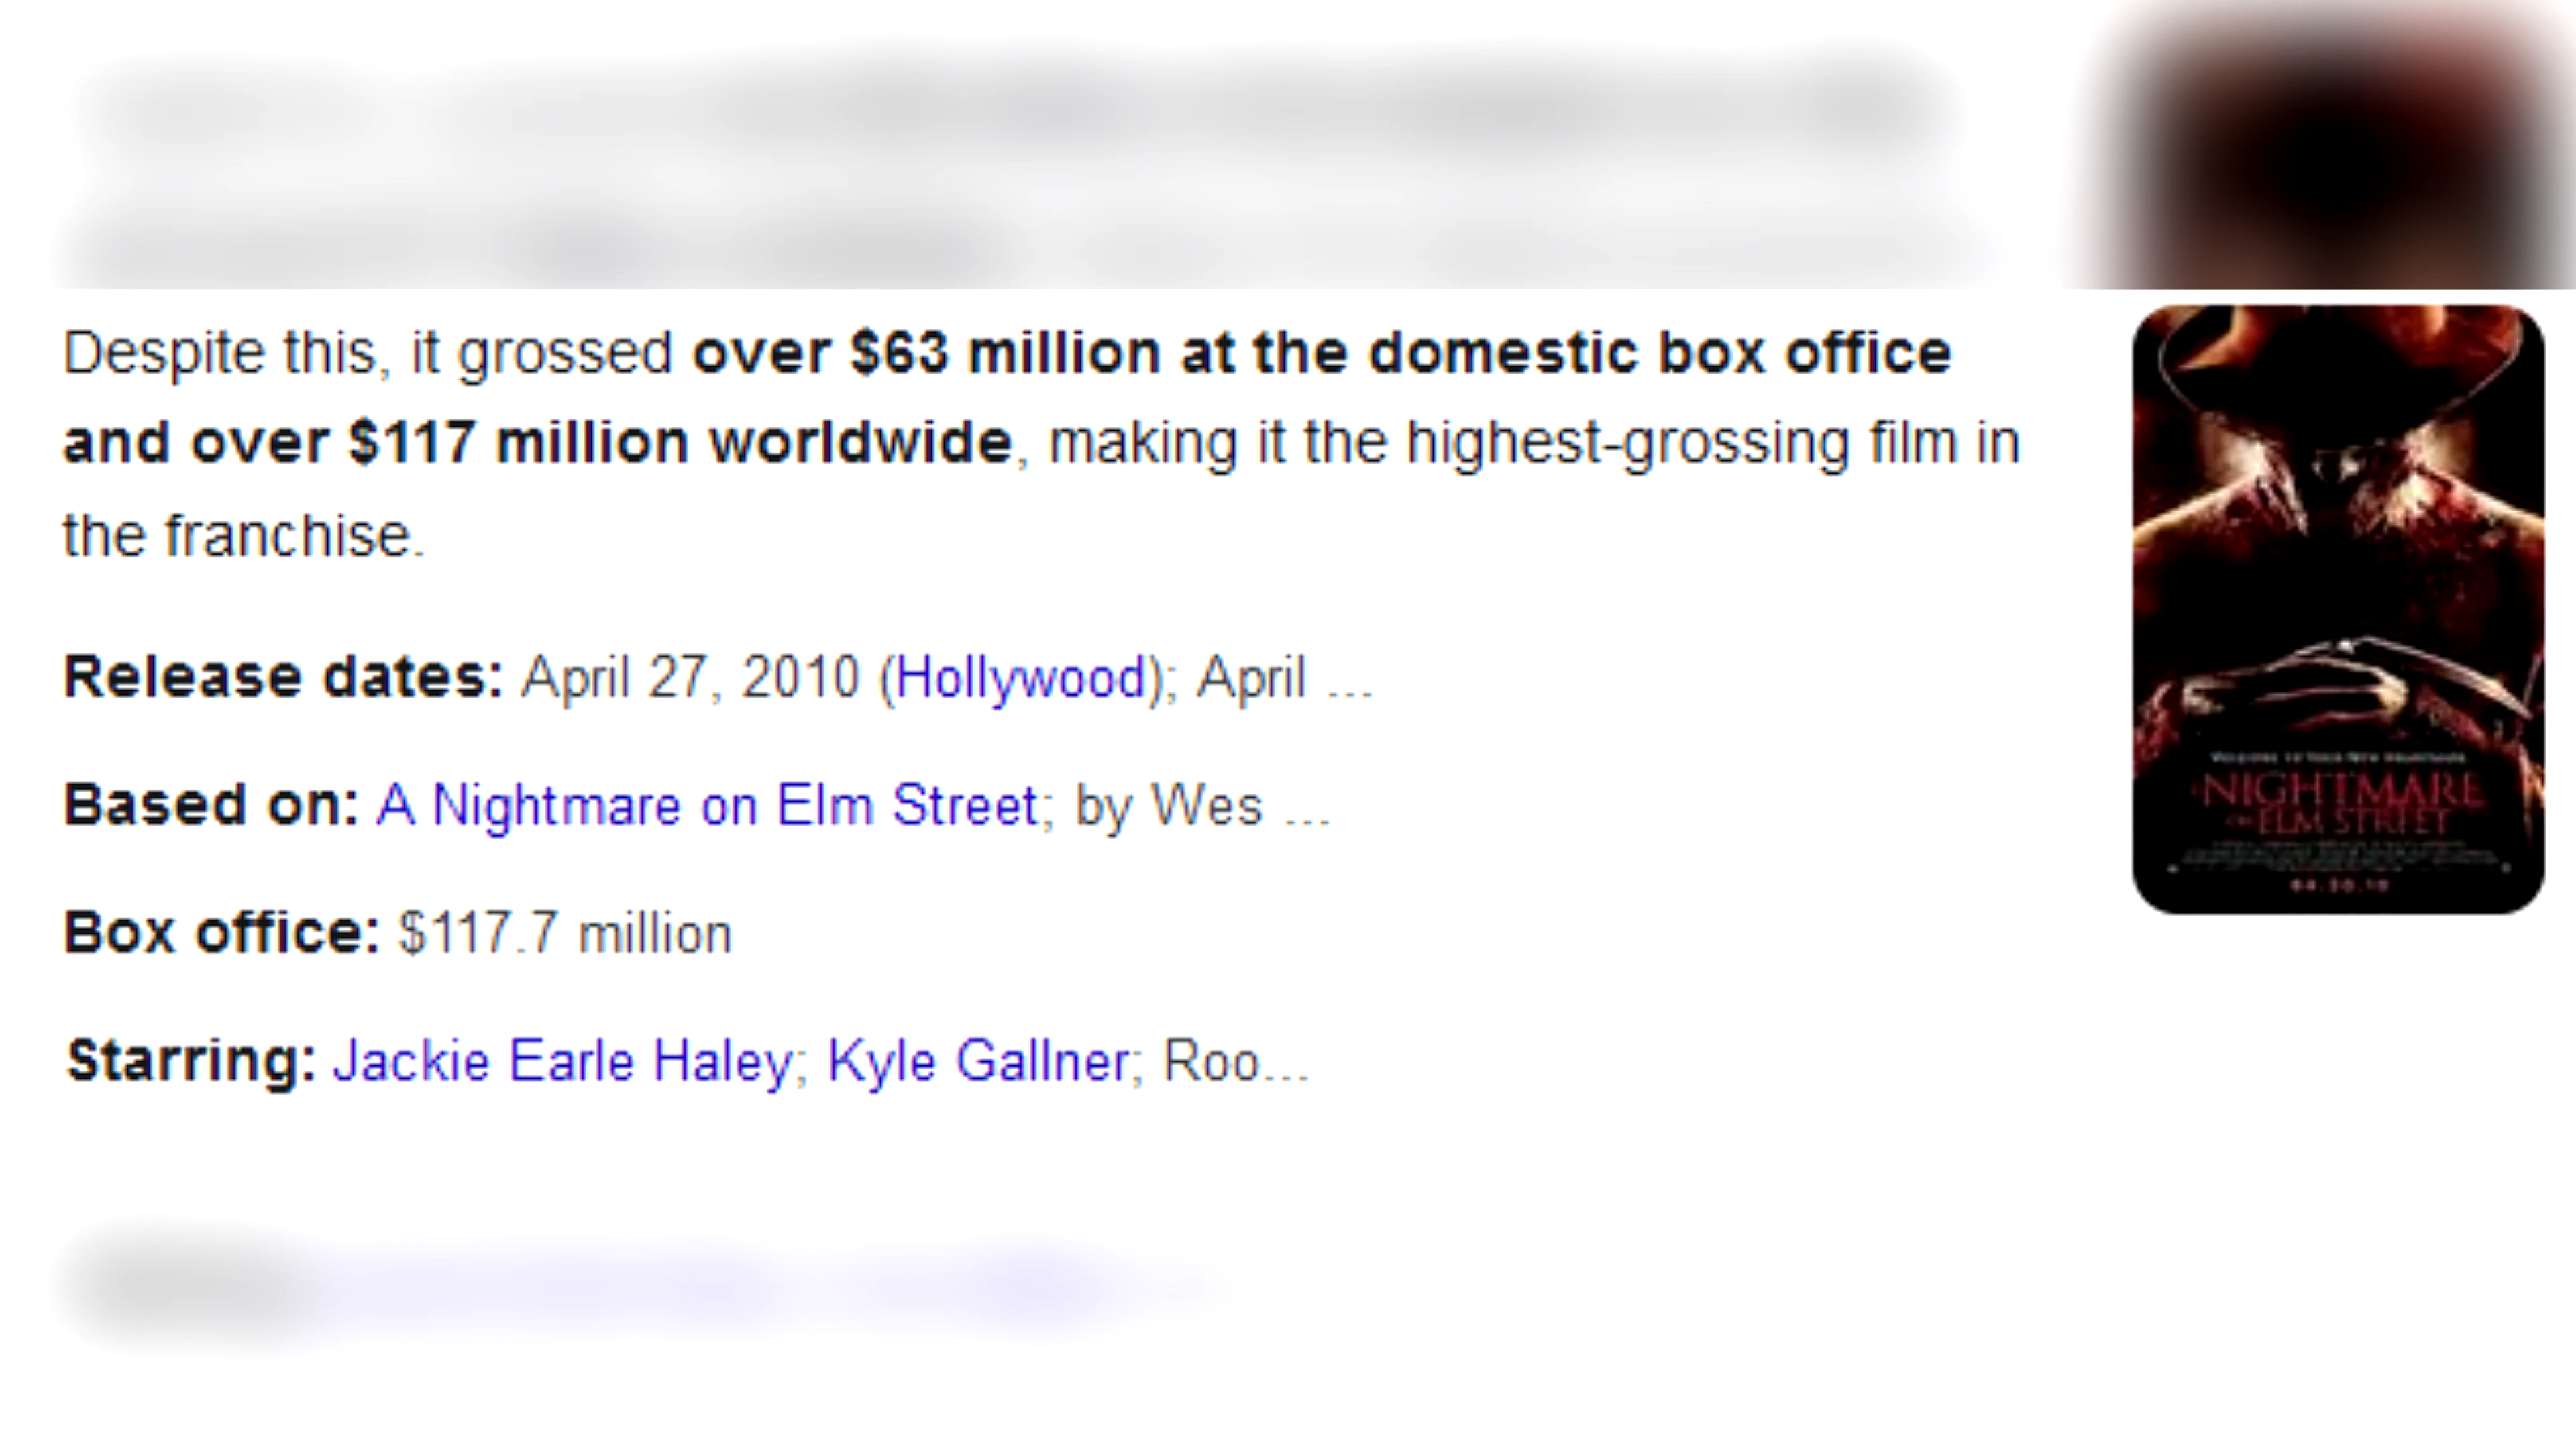 Despite this, it grossed over $63 million at the domestic box office
and over $117 million worldwide, making it the highest-grossing film in
the franchise.
Release dates: April 27, 2010 (Hollywood); April ...
Based on: A Nightmare on Elm Street; by Wes ...
Box office: $117.7 million
Starring: Jackie Earle Haley; Kyle Gallner; Roo...
NIGHTMARE
ELM STREET